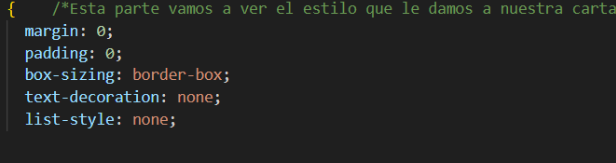 { /*Esta parte vamos a ver el estilo que le damos a nuestra carta
margin: 0;
padding: 0;
box-sizing: border-box;
text-decoration: none;
list-style: none;